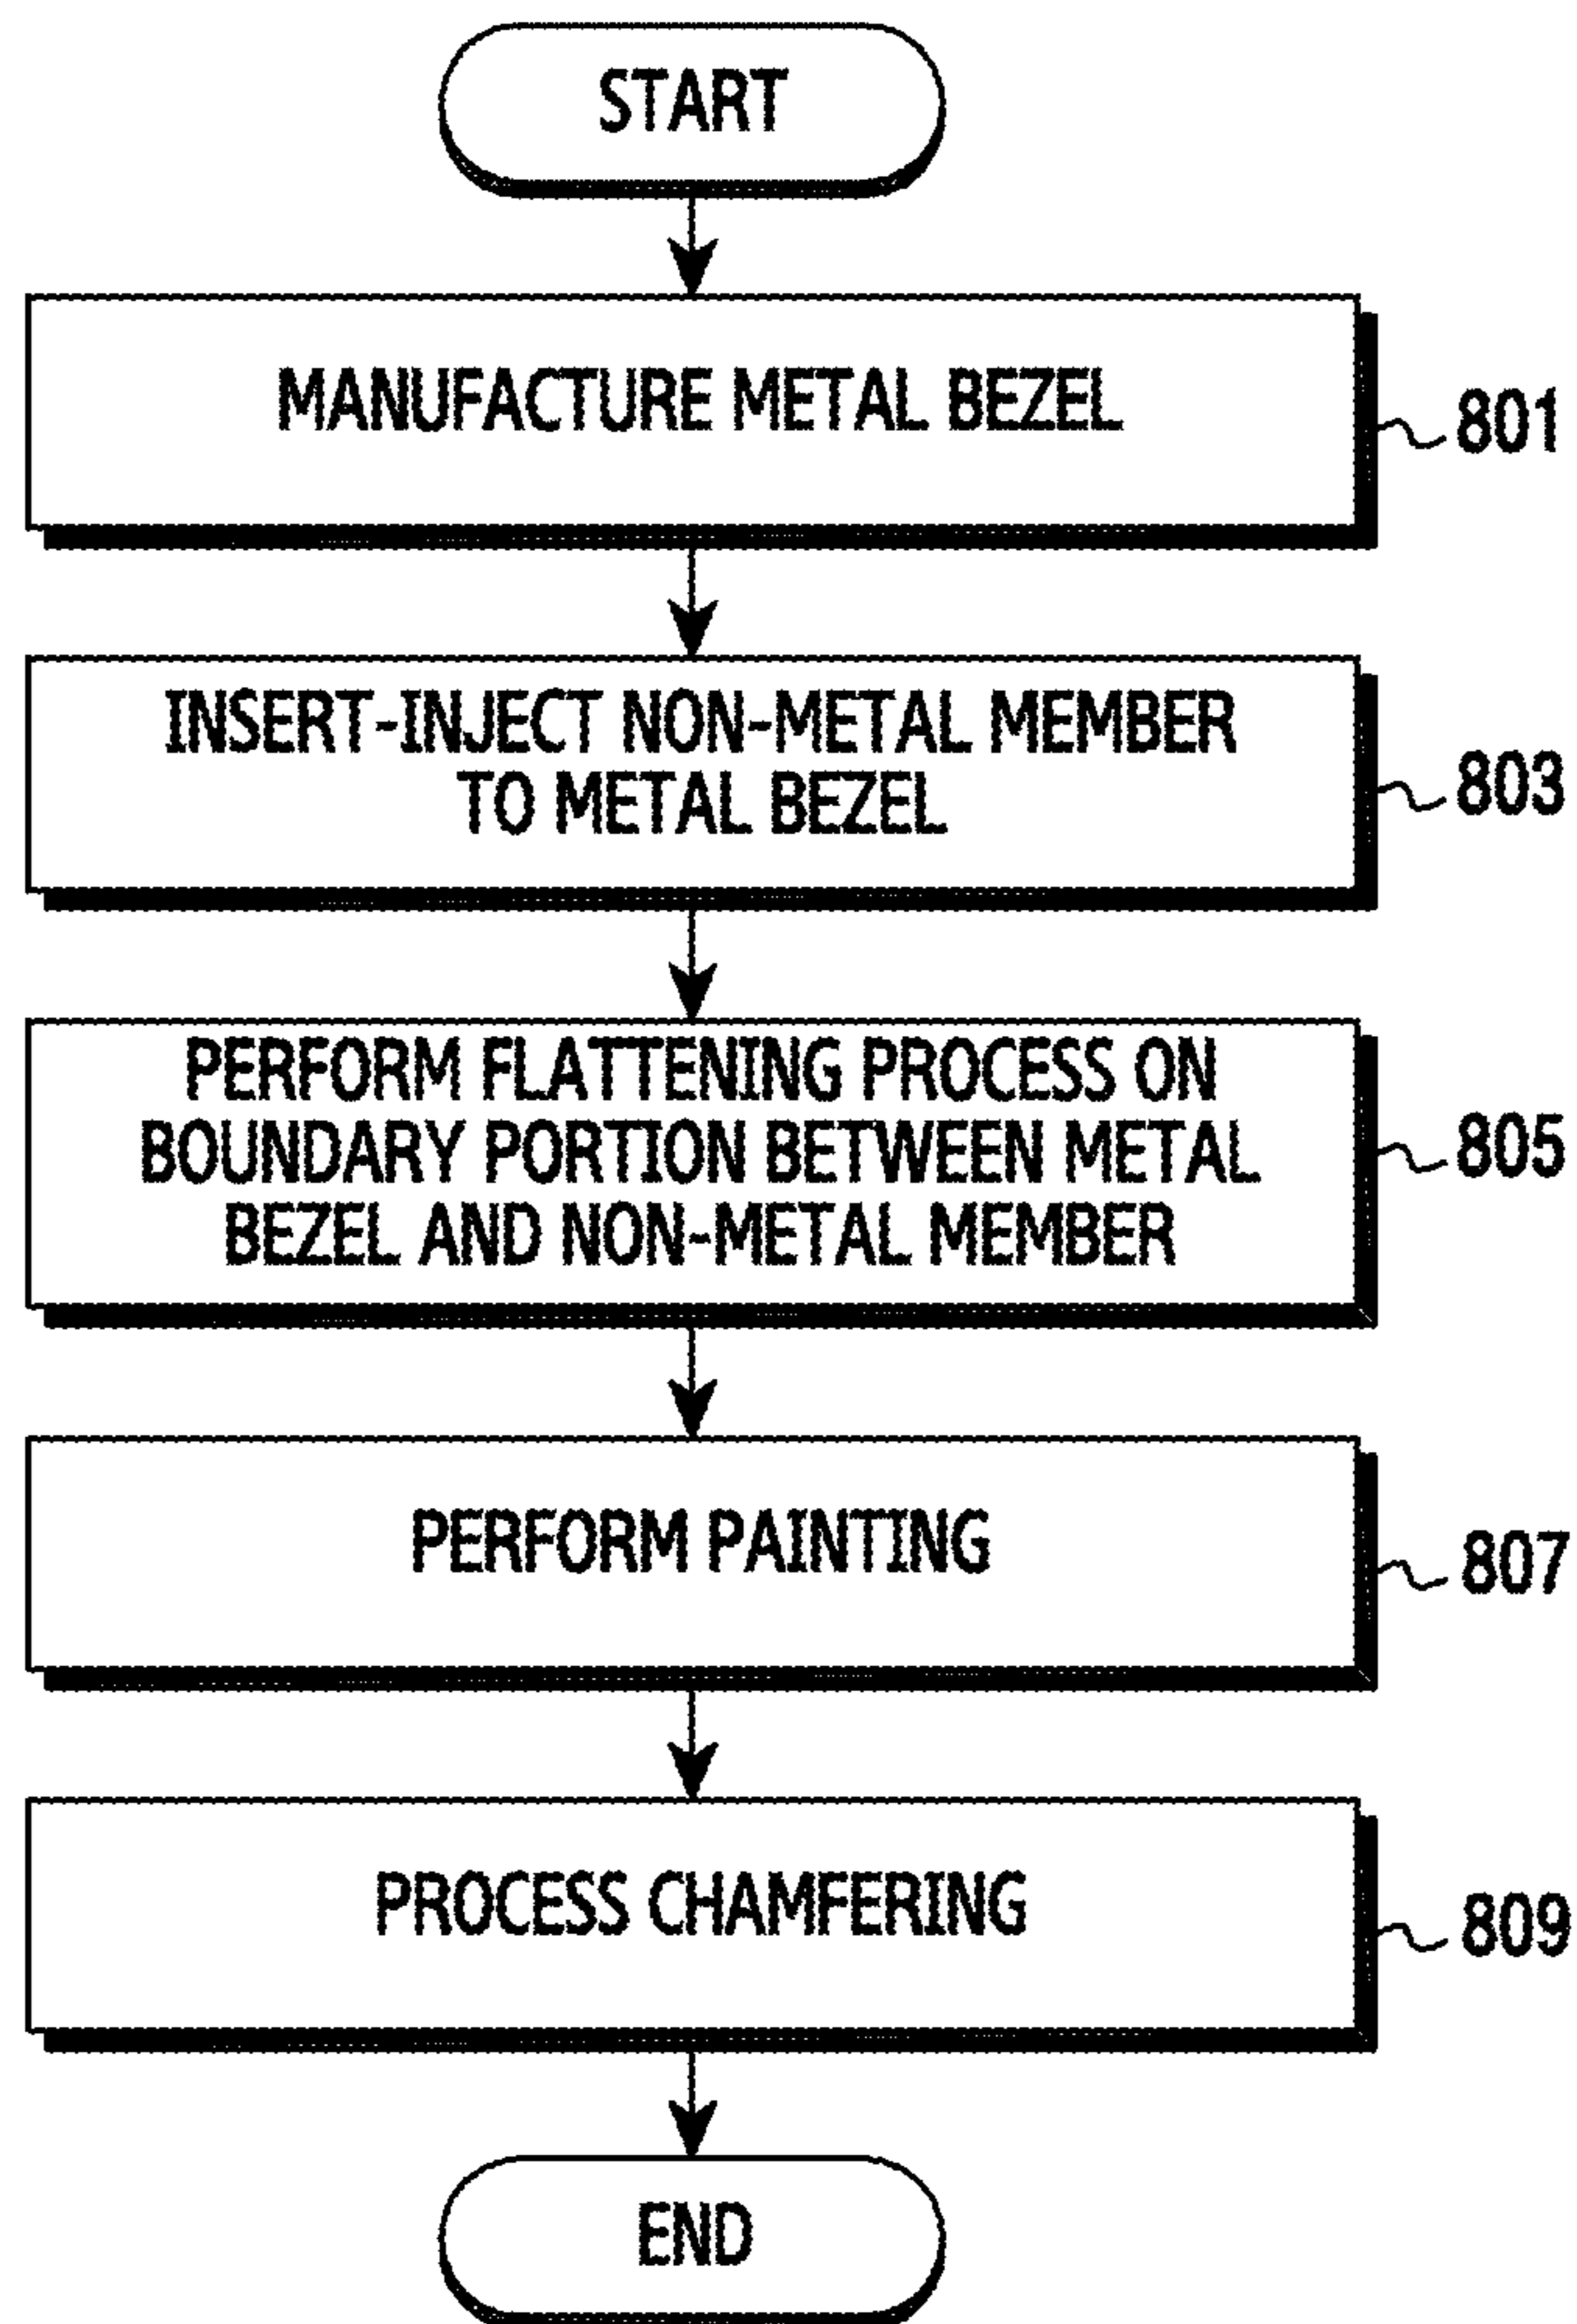 START
MANUFACTURE METAL BEZEL
801
INSERT-INJECT NON-METAL MEMBER
TO METAL BEZEL
803
PERFORM FLATTENING PROCESS ON
BOUNDARY PORTION BETWEEN METAL
BEZEL AND NON-METAL MEMBER
805
PERFORM PAINTING
807
PROCESS CHAMFERING
809
END